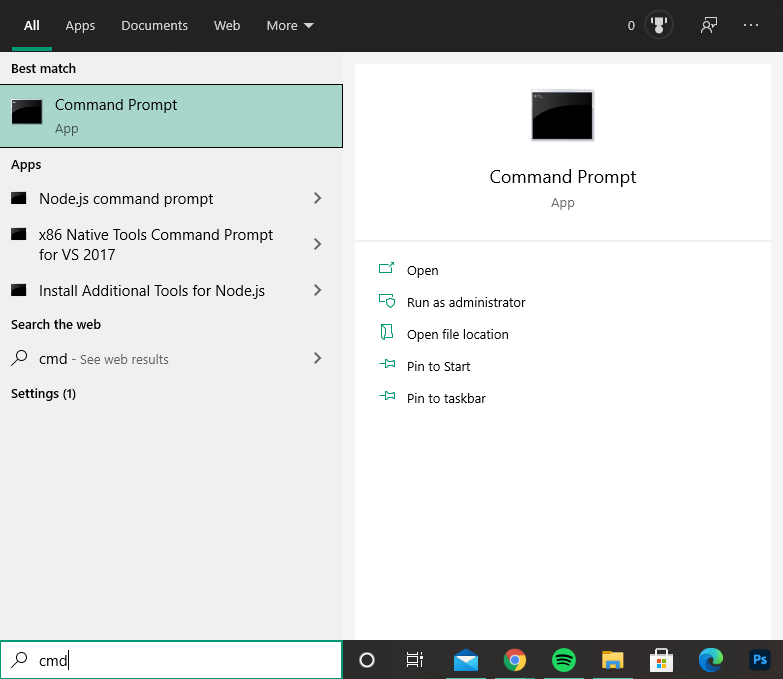 All Apps Documents Web More 0
Best match
Command Prompt
App
Apps
Node.js command prompt
x86 Native Tools Command Prompt
for VS 2017
Install Additional Tools for Node.js
Search the web
cmd - See web results
Settings (1)
Command Prompt
App
Open
Run as administrator
Open file location
Pin to Start
Pin to taskbar
cmd
Ps